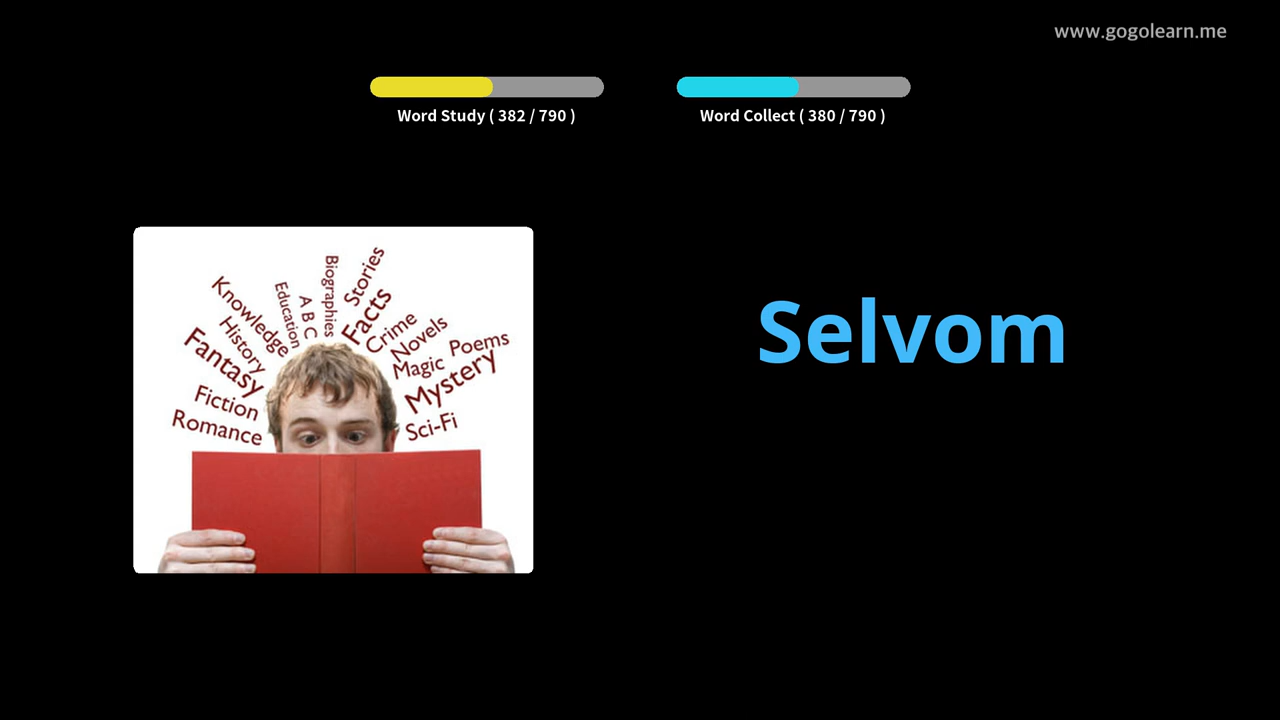 www.gogolearn.me
Word Study ( 382 / 790 )
Word Collect ( 380 / 790 )
Selvom
Biographies
Stories
Education
A B C
Facts
Knowledge
Crime
History
Novels
Fantasy
Magic
Poems
Mystery
Fiction
Romance
Sci-Fi